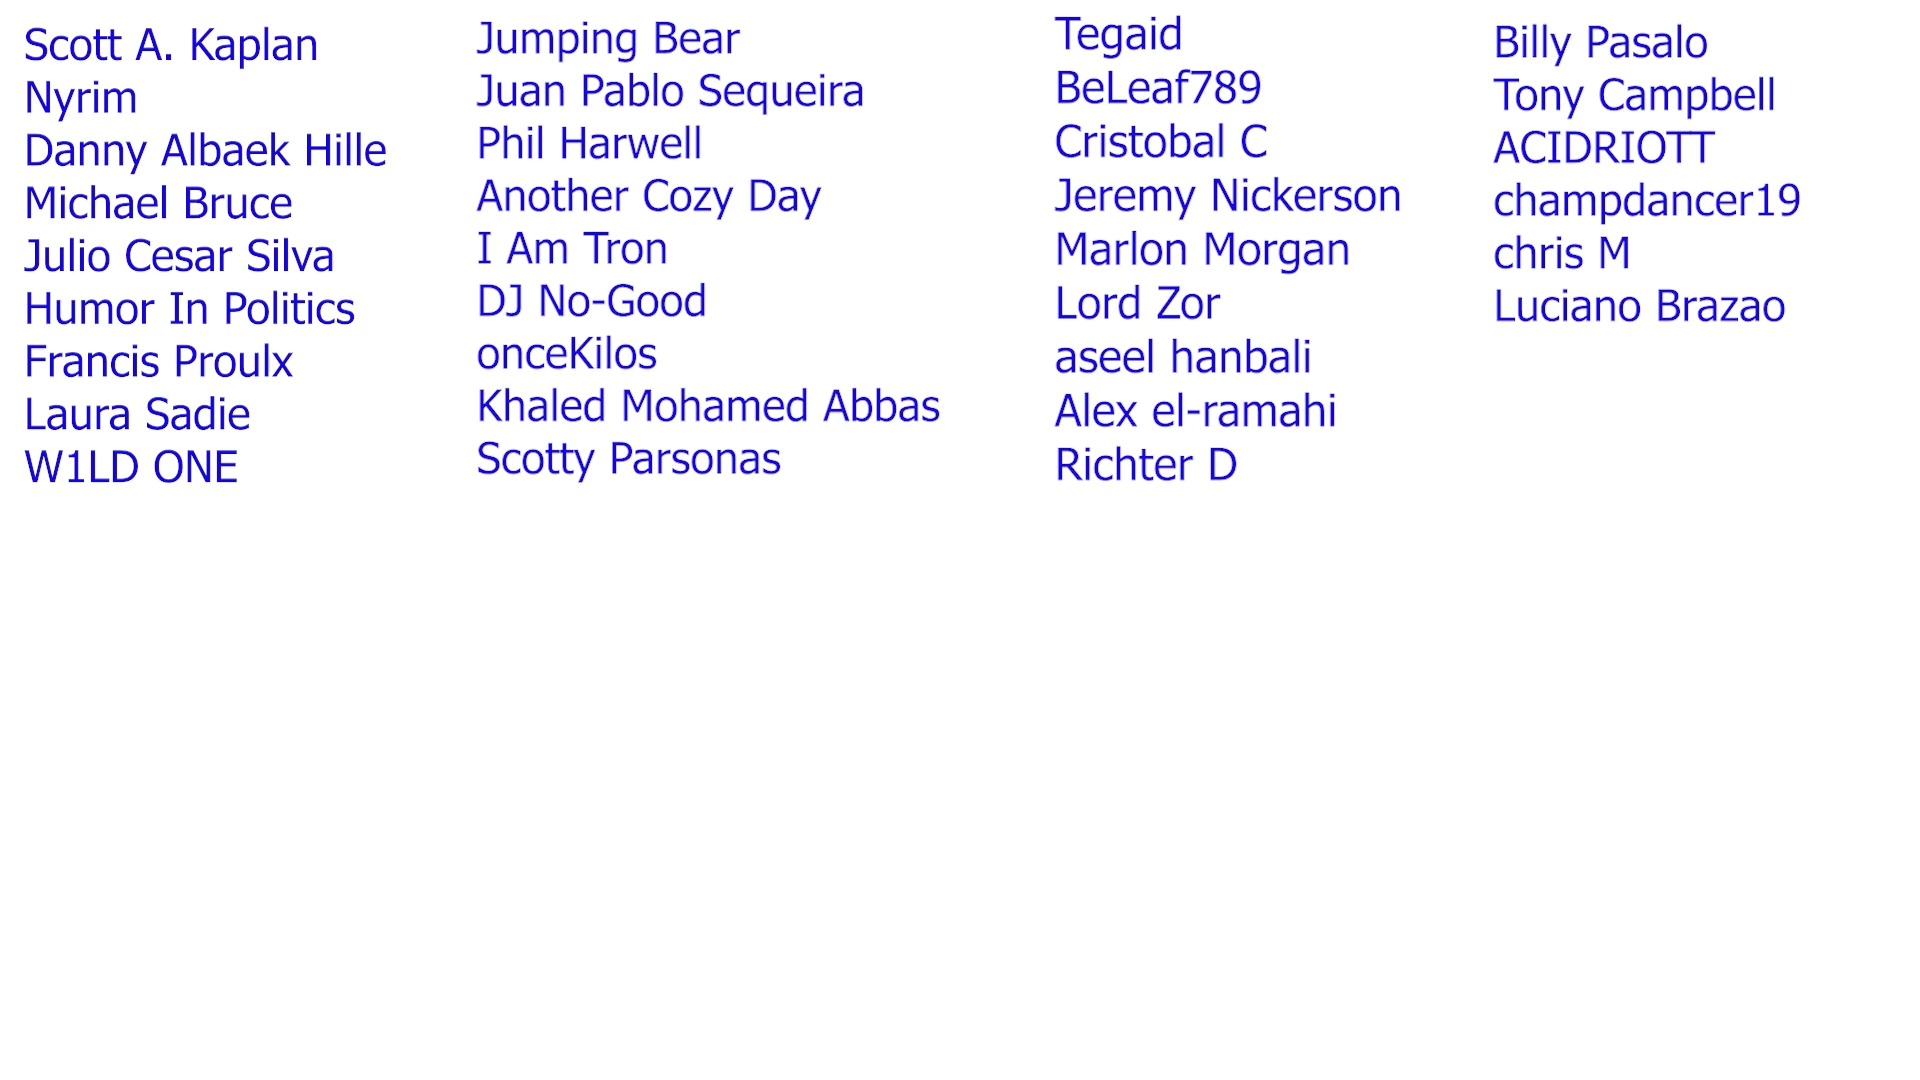 Scott A. Kaplan
Nyrim
Danny Albaek Hille
Michael Bruce
Julio Cesar Silva
Humor In Politics
Francis Proulx
Laura Sadie
W1LD ONE
Jumping Bear
Juan Pablo Sequeira
Phil Harwell
Another Cozy Day
I Am Tron
DJ No-Good
onceKilos
Khaled Mohamed Abbas
Scotty Parsonas
Tegaid
BeLeaf789
Cristobal C
Jeremy Nickerson
Marlon Morgan
Lord Zor
aseel hanbali
Alex el-ramahi
Richter D
Billy Pasalo
Tony Campbell
ACIDRIOTT
champdancer19
chris M
Luciano Brazao